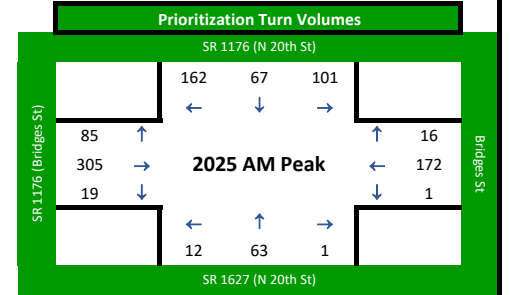 Prioritization Turn Volumes
SR 1176 (N 20th St)
162 67 101
← ↓ →
SR 1176 (Bridges St)
85 ↑ ↑ 16
305 → 2025 AM Peak ← 172
19 ↓ ↓ 1
Bridges St
← ↑ →
12 63 1
SR 1627 (N 20th St)